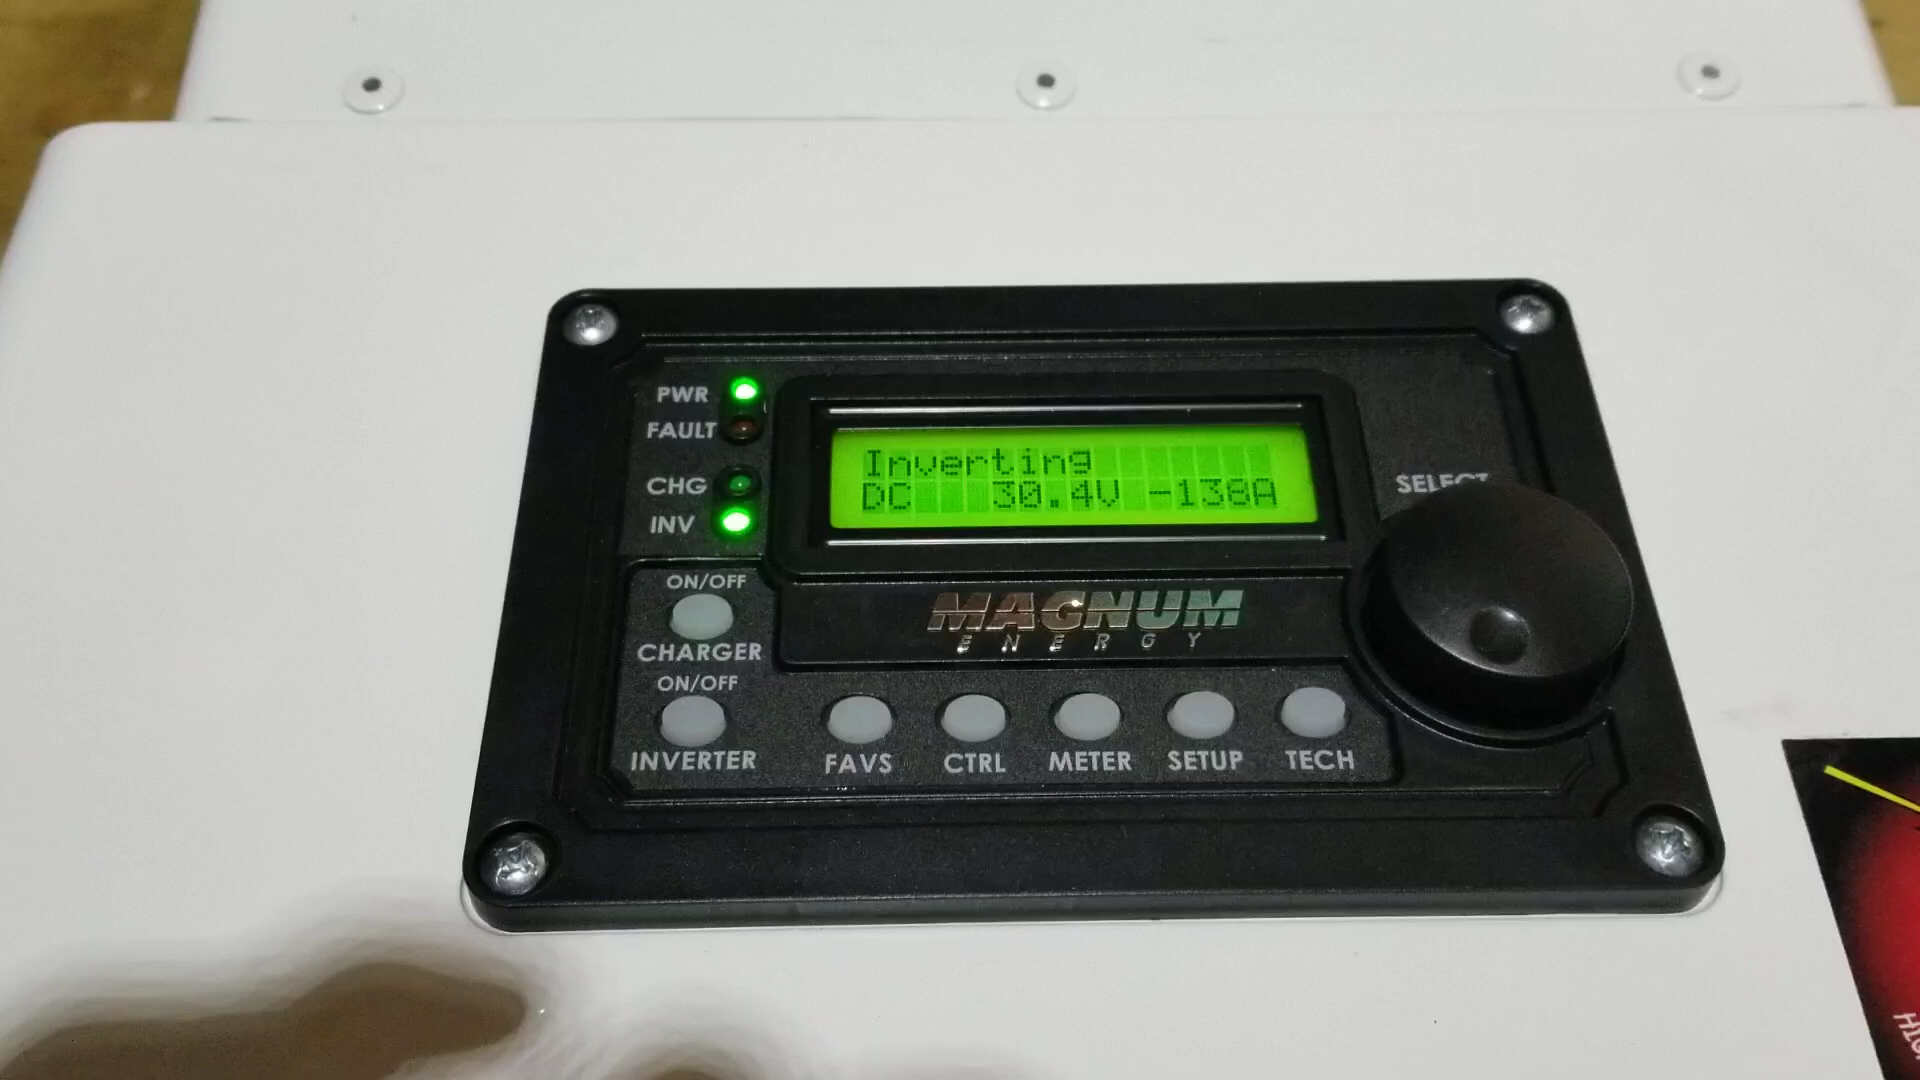 PWR
FAULT
CHG
INV
Inverting
DC 30.4V -138A
SELECT
ON/OFF
CHARGER
ON/OFF
INVERTER
MAGNUM
ENERGY
FAVS
CTRL
METER
SETUP
TECH